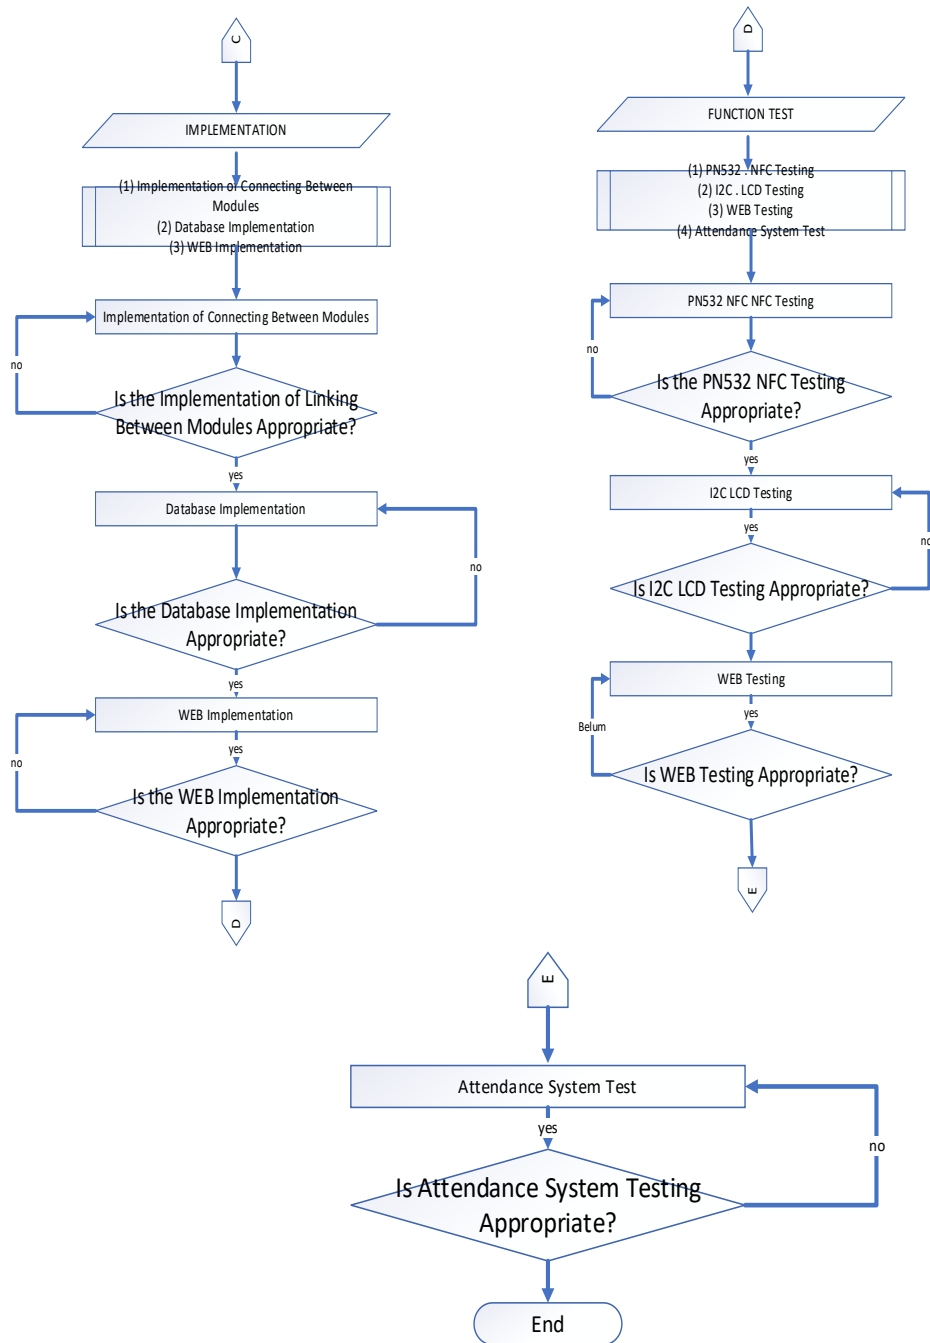 C
IMPLEMENTATION
(1) Implementation of Connecting Between
Modules
(2) Database Implementation
(3) WEB Implementation
Implementation of Connecting Between Modules
no
Is the Implementation of Linking
Between Modules Appropriate?
yes
Database Implementation
no
Is the Database Implementation
Appropriate?
yes
WEB Implementation
yes
no
Is the WEB Implementation
Appropriate?
D
D
FUNCTION TEST
(1) PN532 . NFC Testing
(2) I2C . LCD Testing
(3) WEB Testing
(4) Attendance System Test
PN532 NFC NFC Testing
no
Is the PN532 NFC Testing
Appropriate?
yes
I2C LCD Testing
yes
no
Is I2C LCD Testing Appropriate?
WEB Testing
yes
Belum
Is WEB Testing Appropriate?
E
E
Attendance System Test
yes
no
Is Attendance System Testing
Appropriate?
End